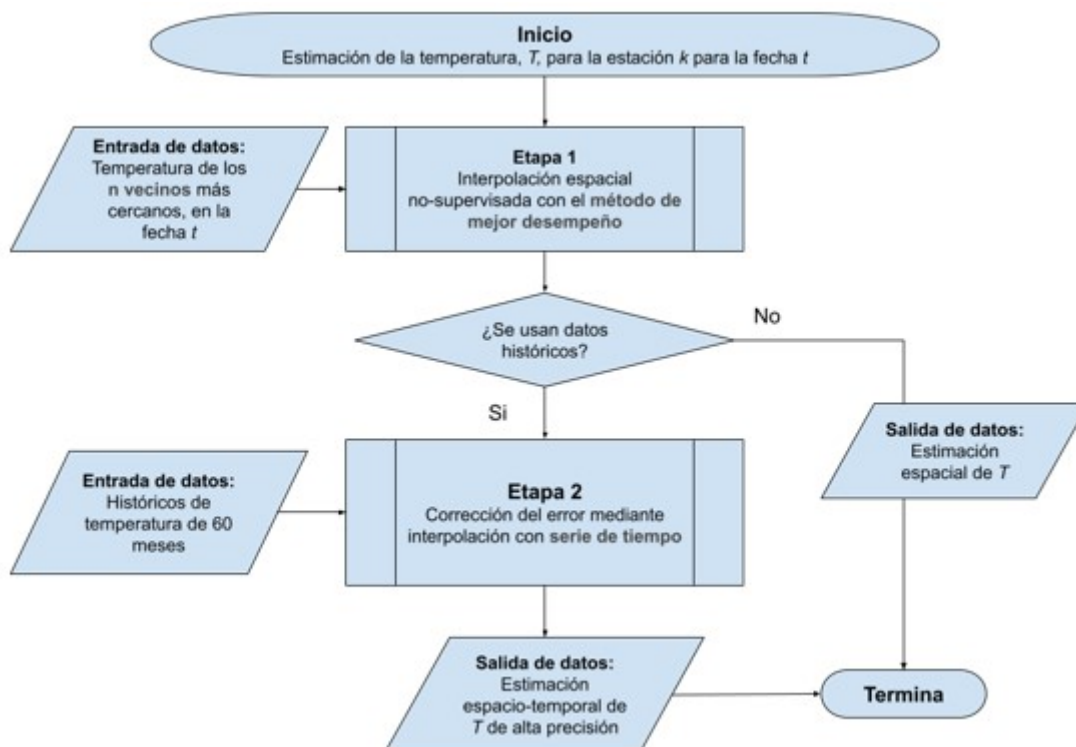 Inicio
Estimación de la temperatura, T, para la estación k para la fecha t
Entrada de datos:
Temperatura de los
n vecinos más
cercanos, en la
fecha t
Etapa 1
Interpolación espacial
no-supervisada con el método de
mejor desempeño
¿Se usan datos
históricos?
No
Si
Salida de datos:
Estimación
espacial de T
Entrada de datos:
Históricos de
temperatura de 60
meses
Etapa 2
Corrección del error mediante
interpolación con serie de tiempo
Salida de datos:
Estimación
espacio-temporal de
T de alta precisión
Termina